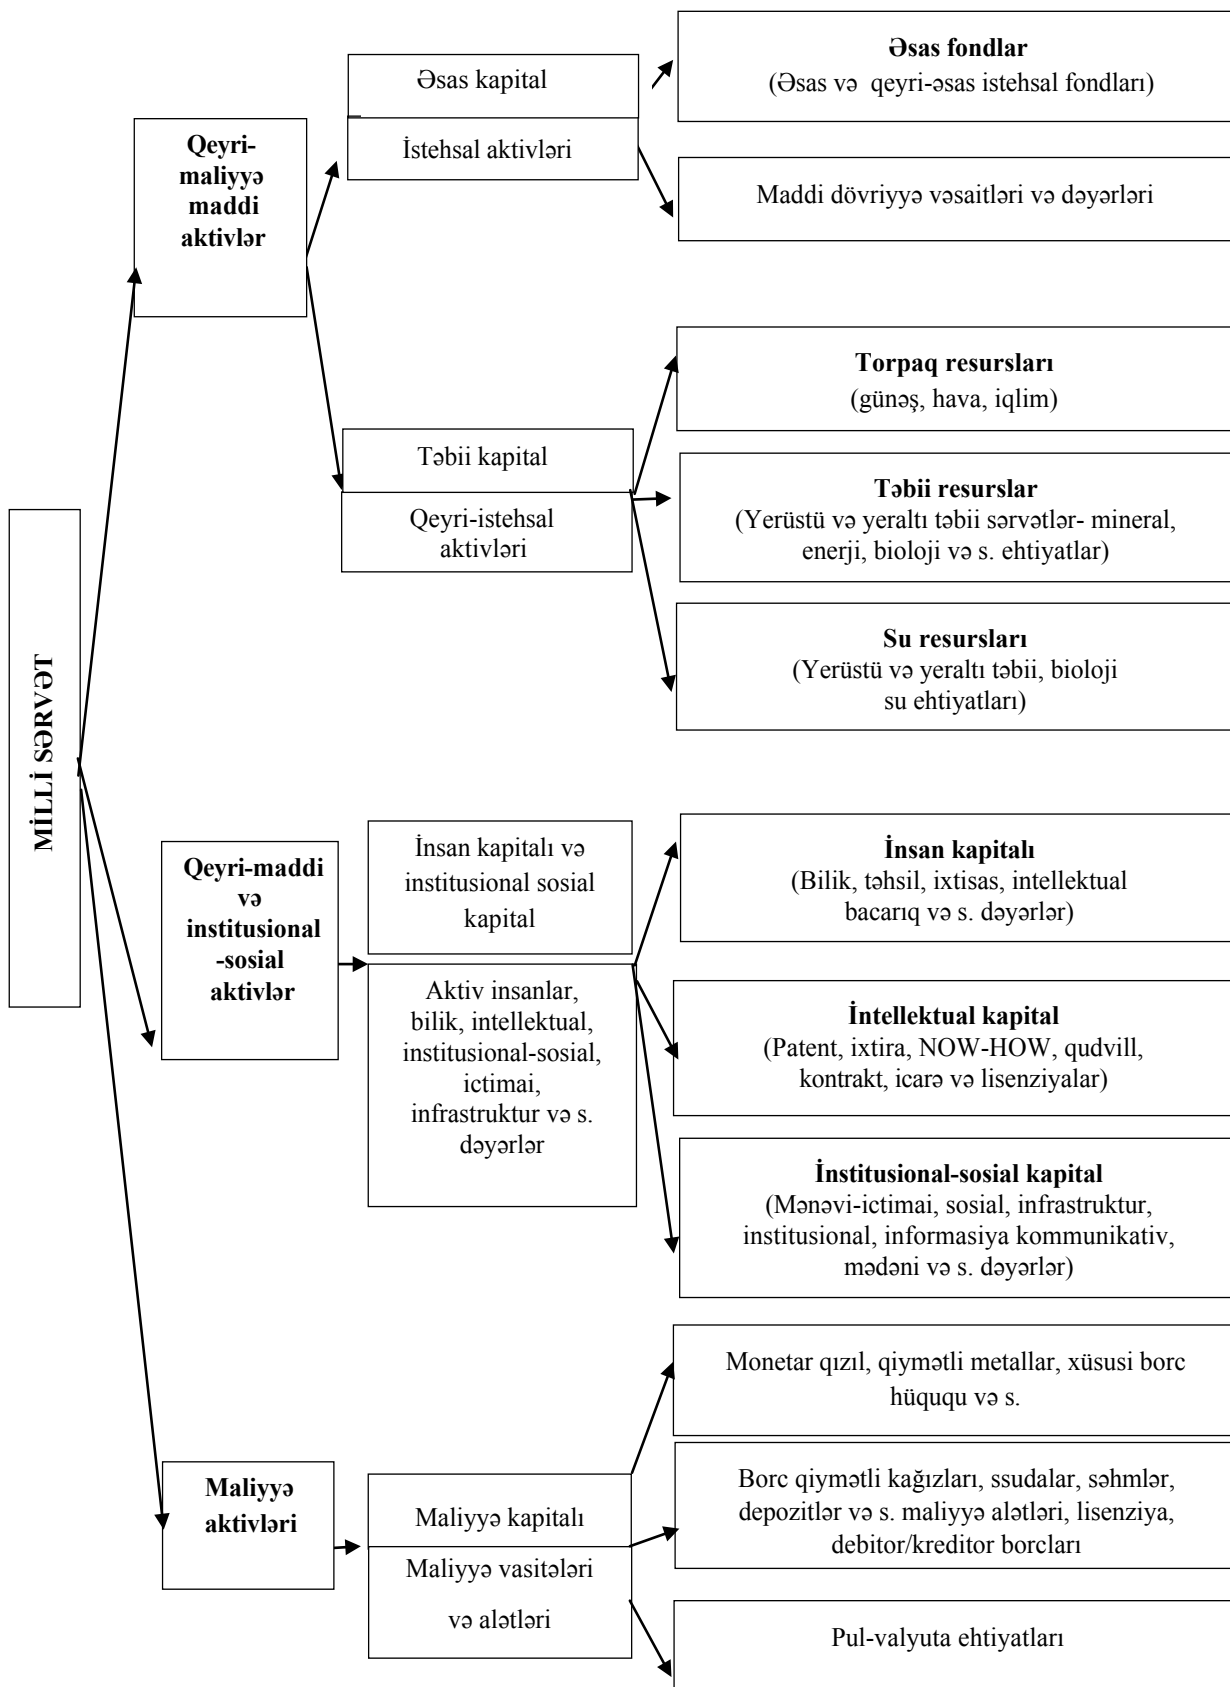 MİLLİ SƏRVƏT
Qeyri-
maliyyə
maddi
aktivlər
Əsas kapital
İstehsal aktivləri
Əsas fondlar
(Əsas və qeyri-əsas istehsal fondları)
Maddi dövriyyə vəsaitləri və dəyərləri
Təbii kapital
Qeyri-istehsal
aktivləri
Torpaq resursları
(günəş, hava, iqlim)
Təbii resurslar
(Yerüstü və yeraltı təbii sərvətlər- mineral,
enerji, bioloji və s. ehtiyatlar)
Su resursları
(Yerüstü və yeraltı təbii, bioloji
su ehtiyatları)
Qeyri-maddi
və
institusional
-sosial
aktivlər
İnsan kapitalı və
institusional sosial
kapital
Aktiv insanlar,
bilik, intellektual,
institusional-sosial,
ictimai,
infrastruktur və s.
dəyərlər
İnsan kapitalı
(Bilik, təhsil, ixtisas, intellektual
bacarıq və s. dəyərlər)
İntellektual kapital
(Patent, ixtira, NOW-HOW, qudvill,
kontrakt, icarə və lisenziyalar)
İnstitusional-sosial kapital
(Mənəvi-ictimai, sosial, infrastruktur,
institusional, informasiya kommunikativ,
mədəni və s. dəyərlər)
Maliyyə
aktivləri
Maliyyə kapitalı
Maliyyə vasitələri
və alətləri
Monetar qızıl, qiymətli metallar, xüsusi borc
hüququ və s.
Borc qiymətli kağızları, ssudalar, səhmlər,
depozitlər və s. maliyyə alətləri, lisenziya,
debitor/kreditor borcları
Pul-valyuta ehtiyatları